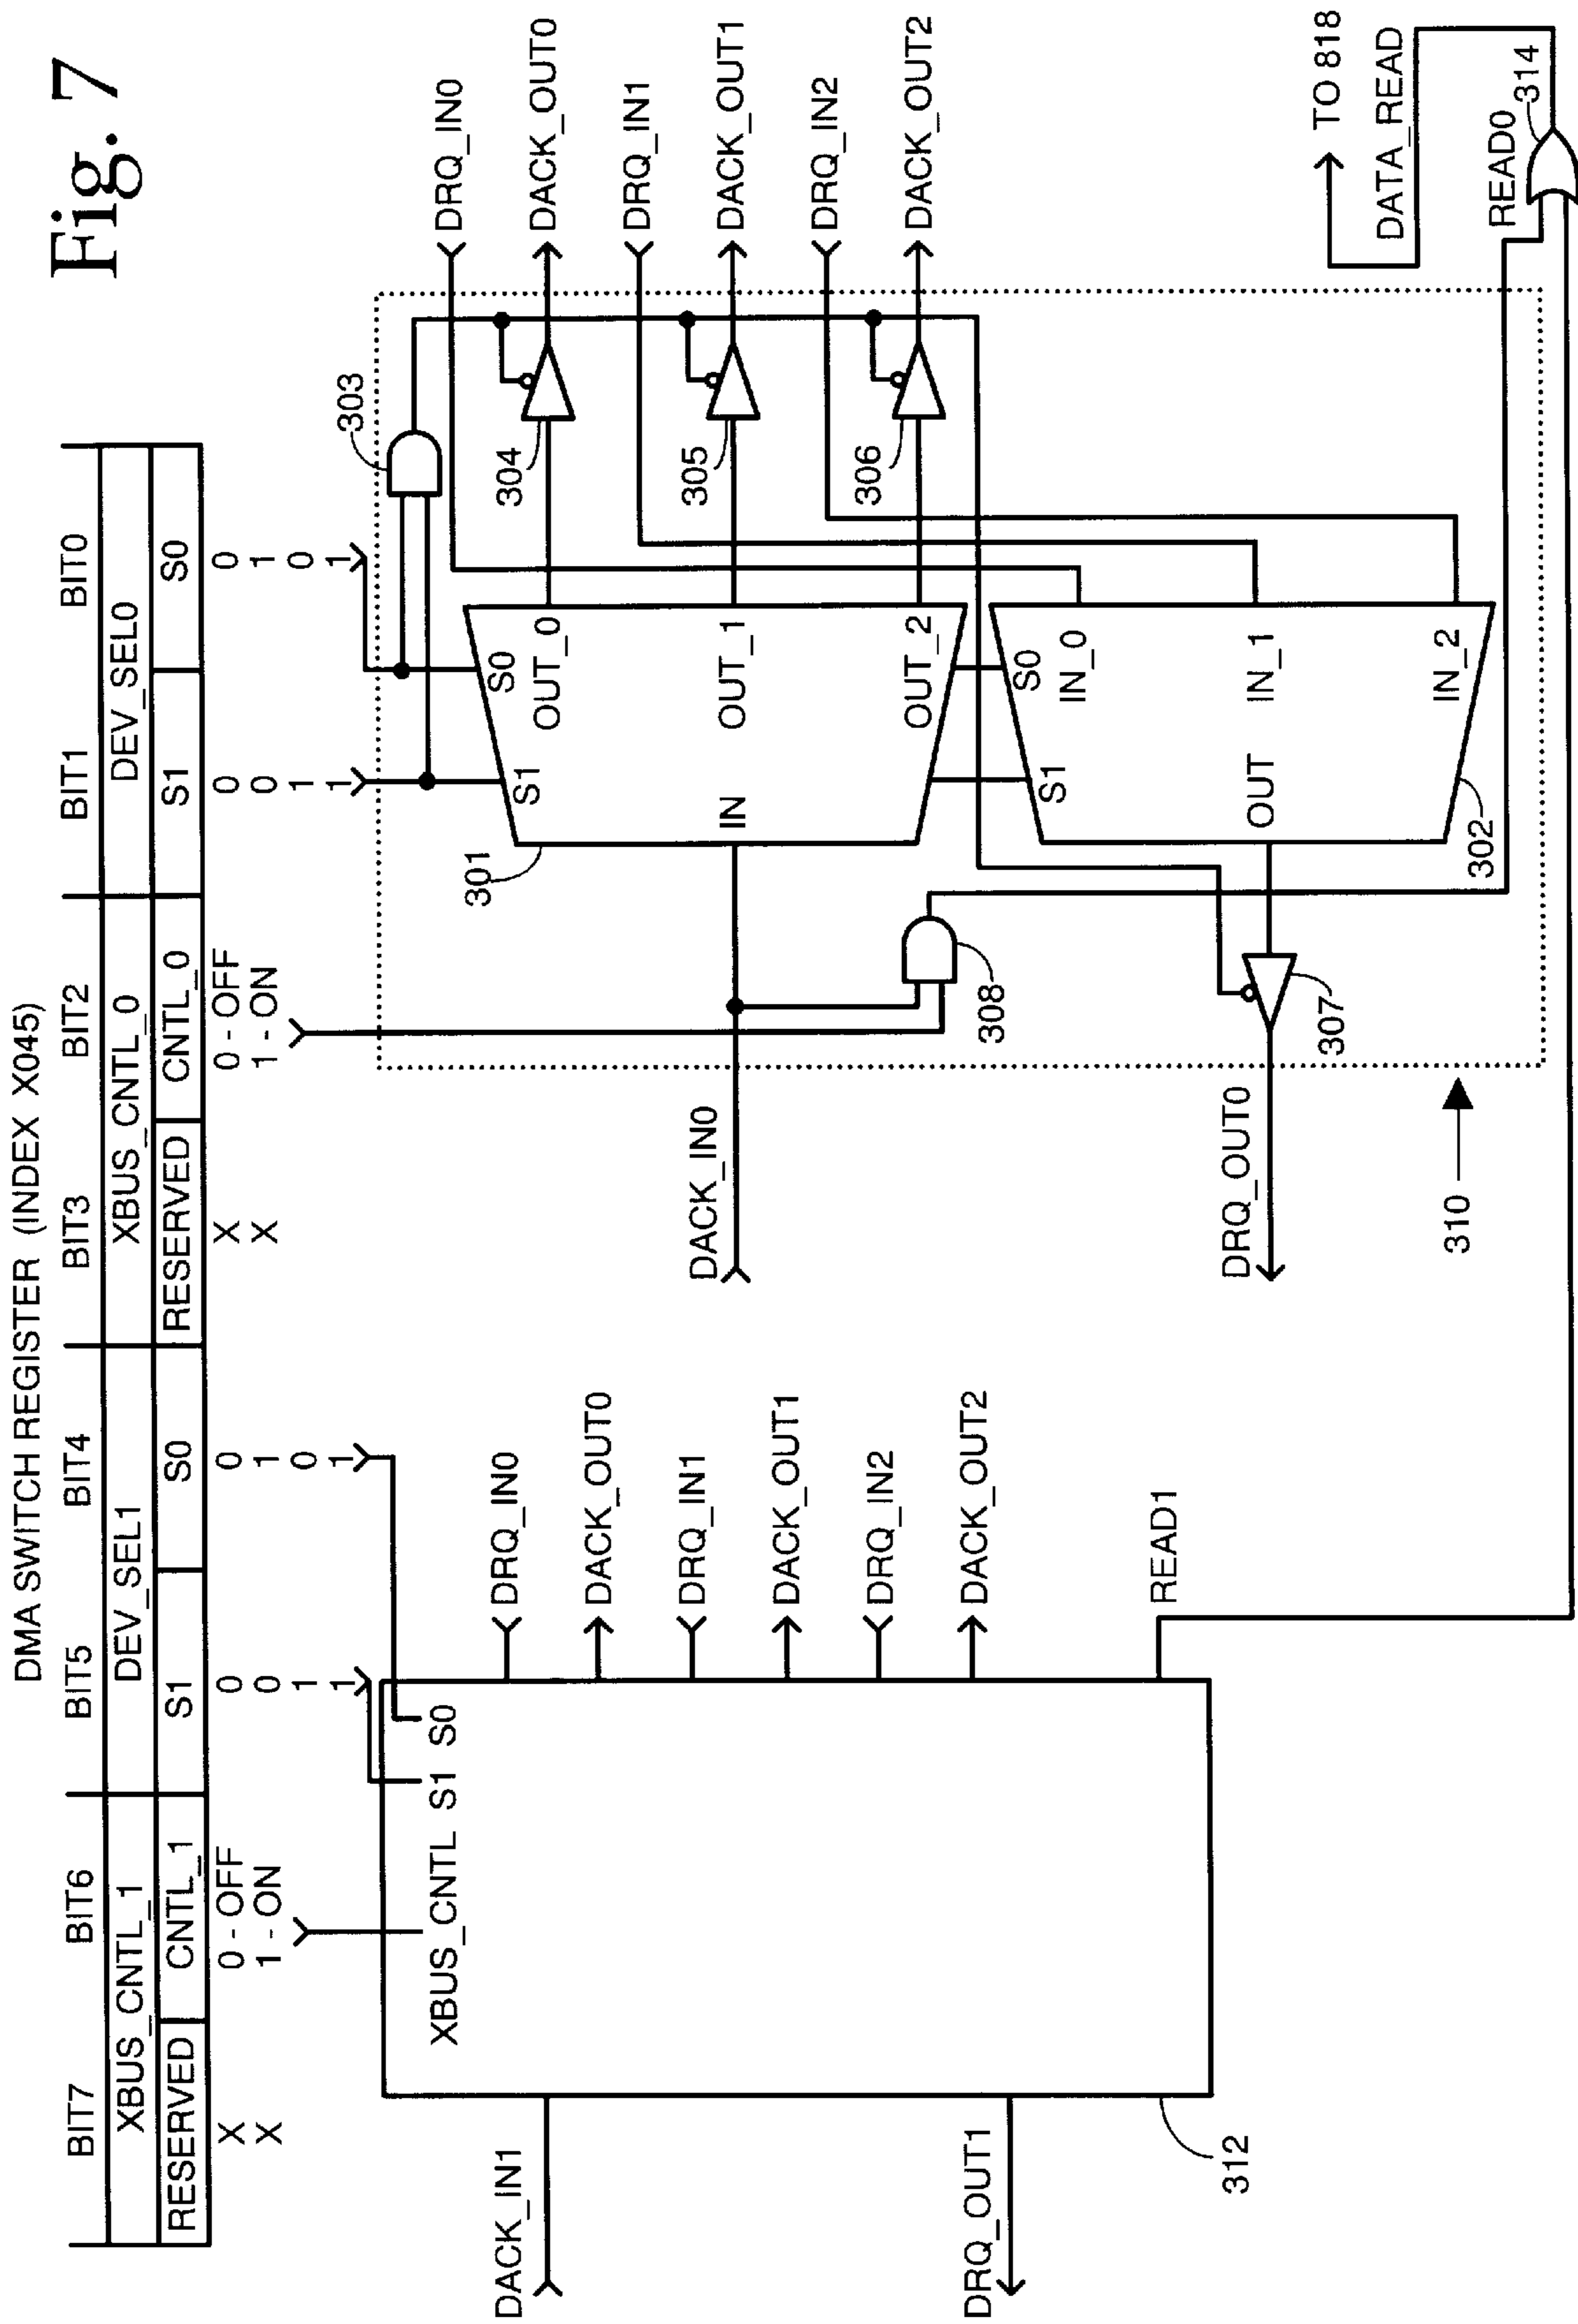 Fig. 7
DMA SWITCH REGISTER (INDEX X045)
BIT7 BIT6 BIT5 BIT4 BIT3 BIT2 BIT1 BIT0
XBUS_CNTL_1 DEV_SEL1 XBUS_CNTL_0 DEV_SEL0
RESERVED CNTL_1 S1 S0 RESERVED CNTL_0 S1 S0
X 0 - OFF 0 0 X 0 - OFF 0 0
X 1 - ON 0 1 X 1 - ON 0 1
1 0 1 0
1 1 1 1
XBUS_CNTL S1 S0
DACK_IN1
DRQ_OUT1
312
DRQ_IN0
DACK_OUT0
DRQ_IN1
DACK_OUT1
DRQ_IN2
DACK_OUT2
READ1
DACK_IN0
DRQ_OUT0
310
303
301
S1 S0
OUT_0
IN OUT_1
OUT_2
304
305
306
308
S1 S0
IN_0
OUT IN_1
IN_2
307
302
DRQ_IN0
DACK_OUT0
DRQ_IN1
DACK_OUT1
DRQ_IN2
DACK_OUT2
TO 818
DATA_READ
READ0
314